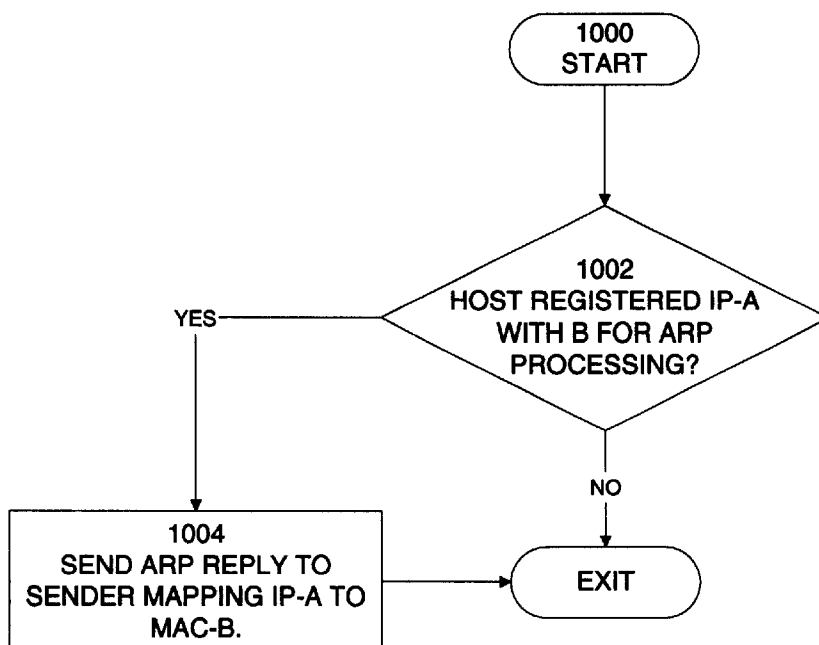 1000
START
1002
HOST REGISTERED IP-A
WITH B FOR ARP
PROCESSING?
YES
NO
1004
SEND ARP REPLY TO
SENDER MAPPING IP-A TO
MAC-B.
EXIT